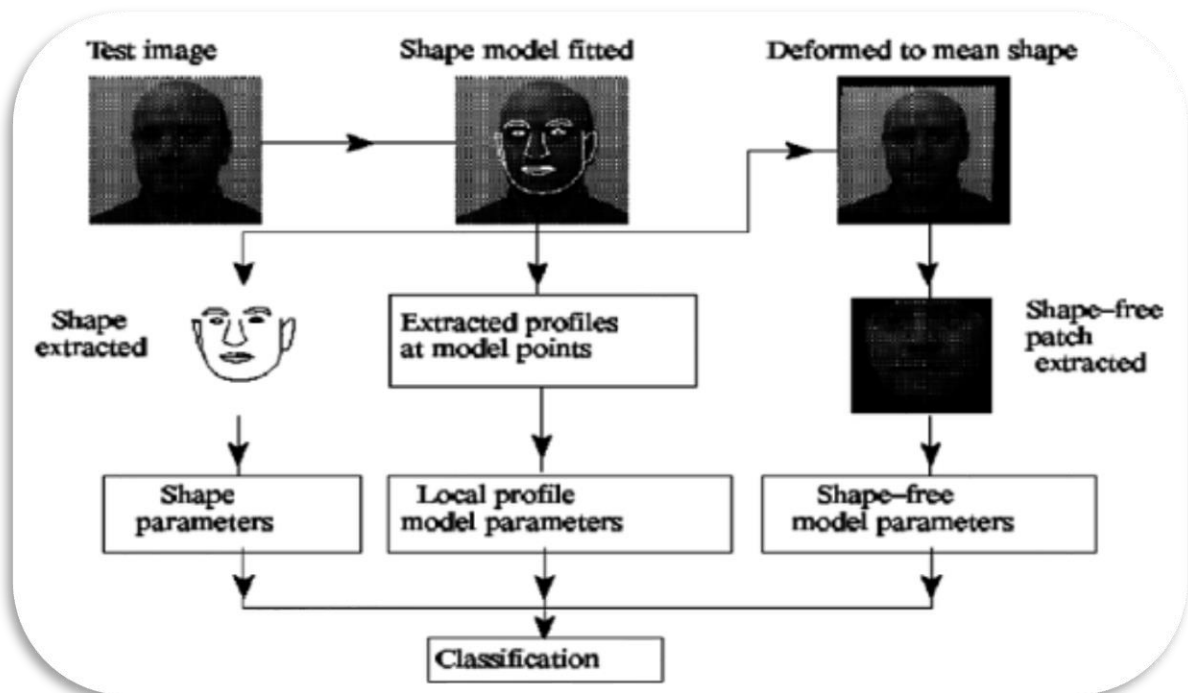 Test image
Shape model fitted
Deformed to mean shape
Shape
extracted
Extracted profiles
at model points
Shape–free
patch
extracted
Shape
parameters
Local profile
model parameters
Shape–free
model parameters
Classification